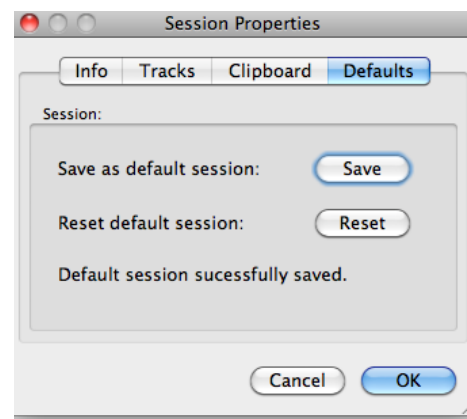 Session Properties
Info Tracks Clipboard Defaults
Session:
Save as default session: Save
Reset default session: Reset
Default session sucessfully saved.
Cancel OK